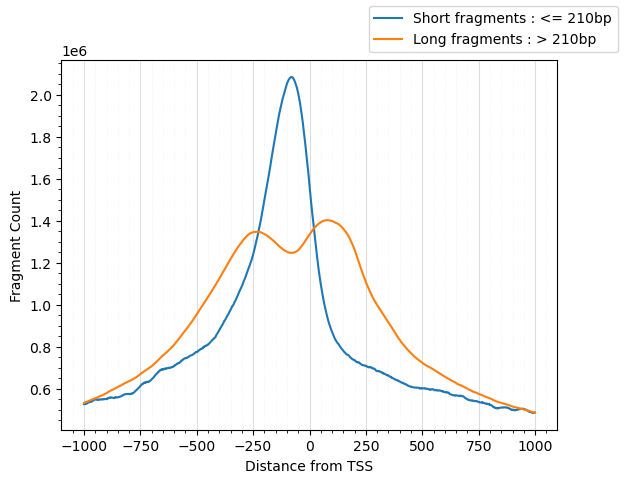 Short fragments : <= 210bp
Long fragments : > 210bp
1e6
2.0
1.8
1.6
1.4
1.2
1.0
0.8
0.6
Fragment Count
−1000 −750 −500 −250 0 250 500 750 1000
Distance from TSS